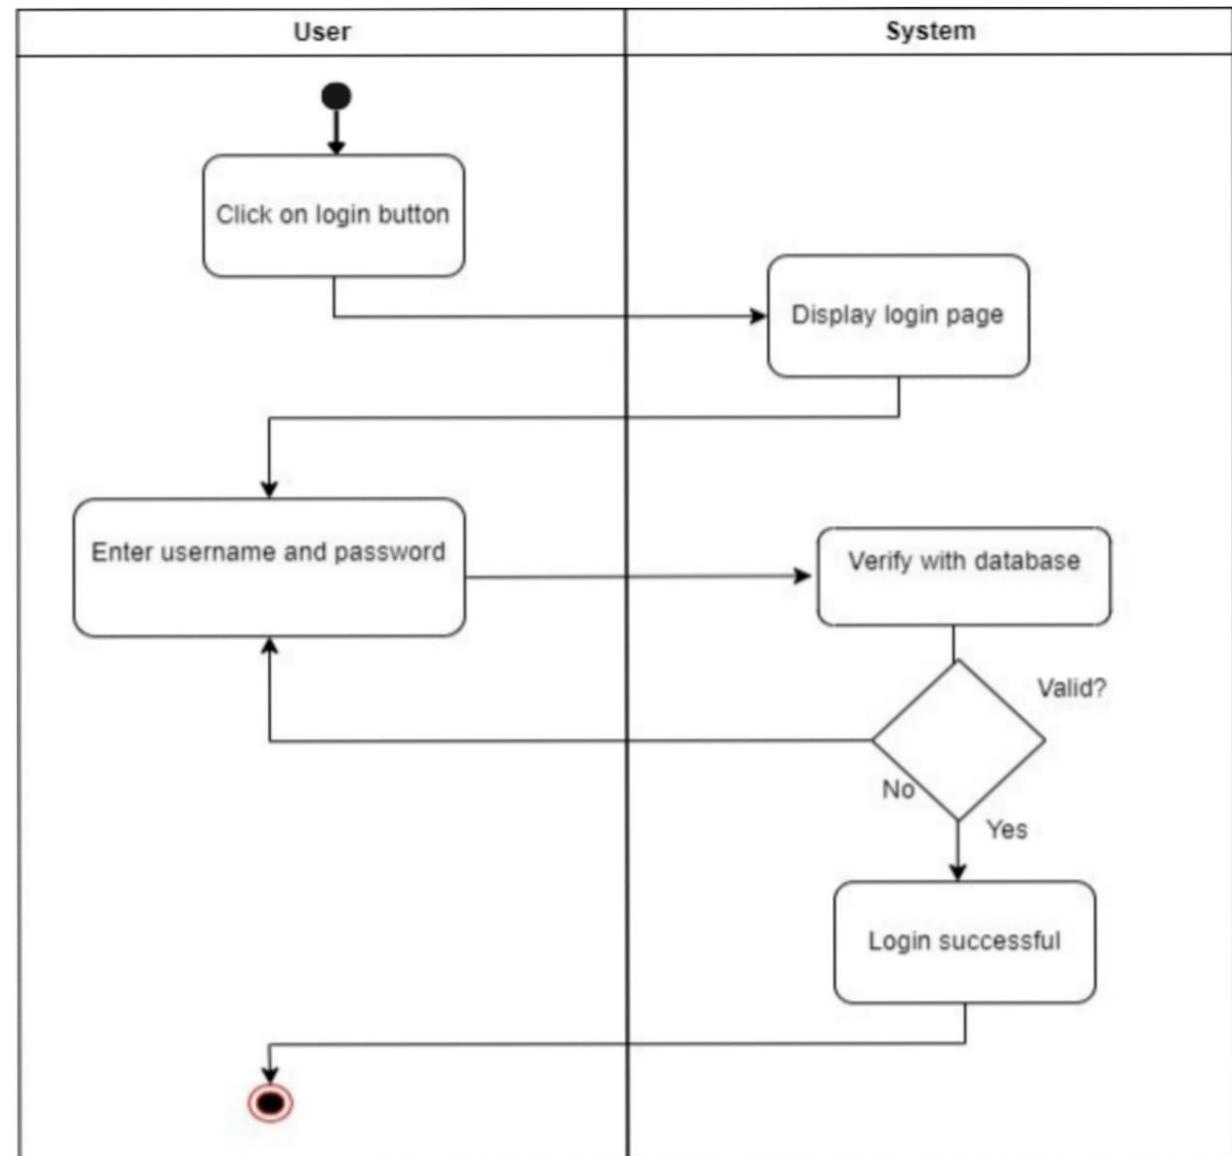 User
System
Click on login button
Display login page
Enter username and password
Verify with database
Valid?
No
Yes
Login successful